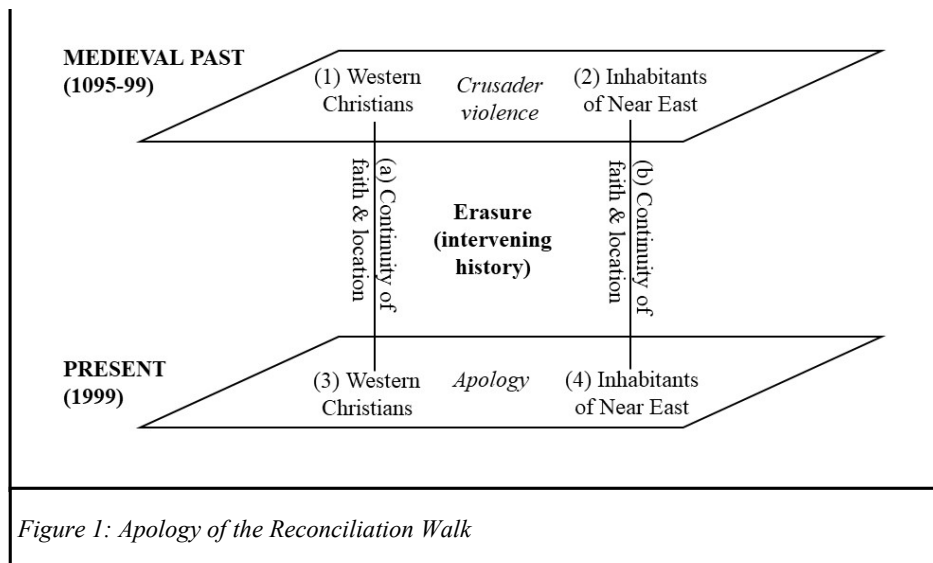 MEDIEVAL PAST
(1095-99)
(1) Western
Christians
Crusader
violence
(2) Inhabitants
of Near East
(a) Continuity of
faith & location
Erasure
(intervening
history)
(b) Continuity of
faith & location
PRESENT
(1999)
(3) Western
Christians
Apology
(4) Inhabitants
of Near East
Figure 1: Apology of the Reconciliation Walk